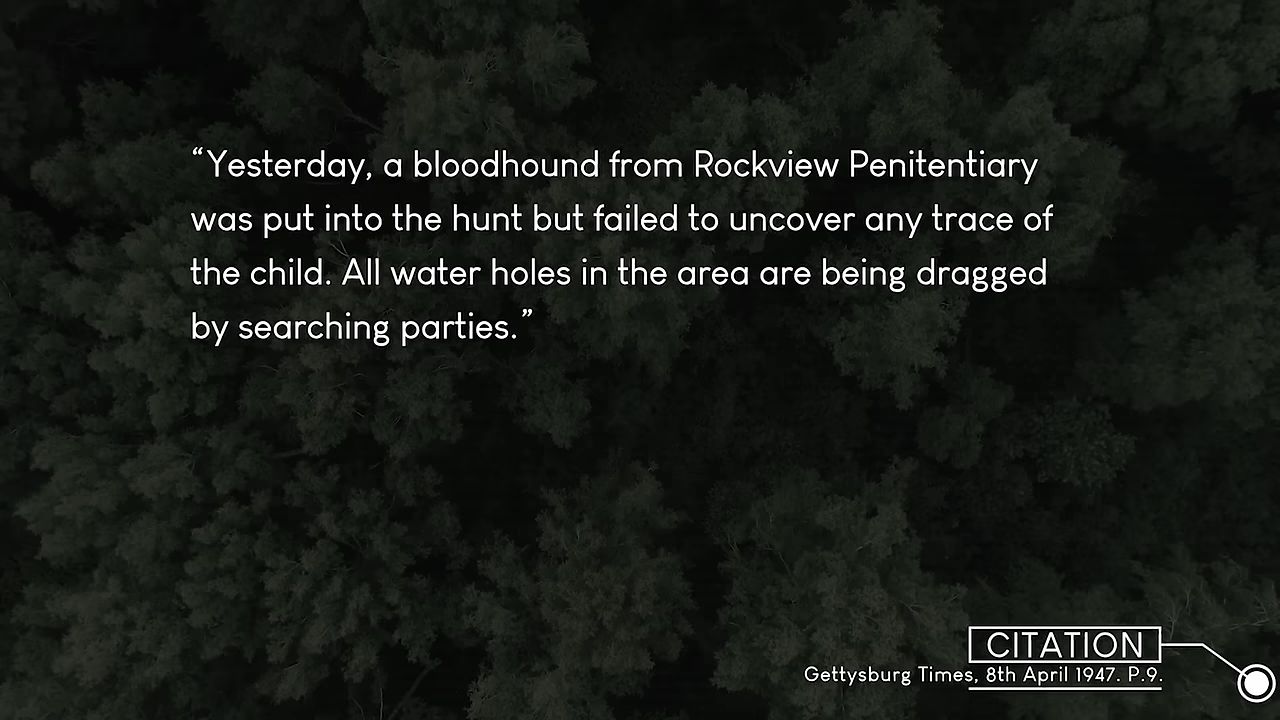 “Yesterday, a bloodhound from Rockview Penitentiary
was put into the hunt but failed to uncover any trace of
the child. All water holes in the area are being dragged
by searching parties.”
CITATION
Gettysburg Times, 8th April 1947. P.9.